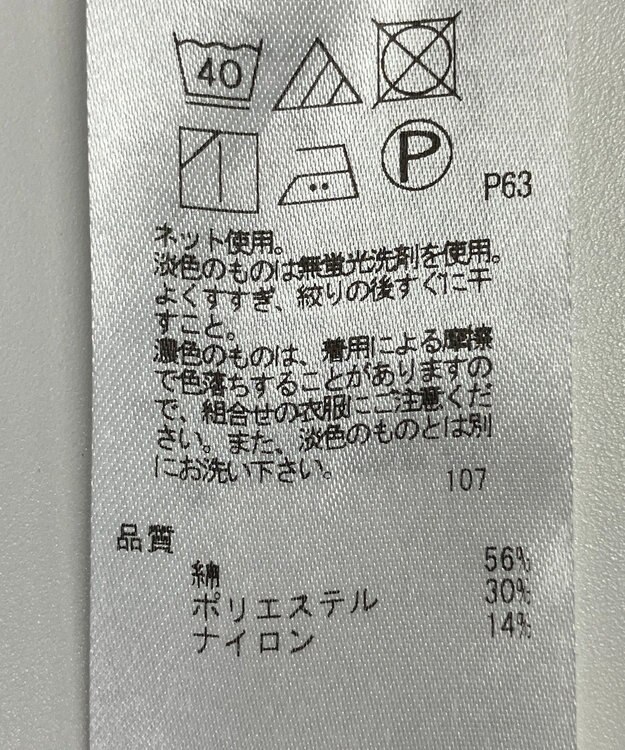 40
P
P63
ネット使用。
淡色のものは無蛍光洗剤を使用。
よくすすぎ、絞りの後すぐに干
すこと。
濃色のものは、着用による摩擦
で色落ちすることがありますの
で、組合せの衣服にご注意くだ
さい。また、淡色のものとは別
にお洗い下さい。
107
品質
綿 56%
ポリエステル 30%
ナイロン 14%